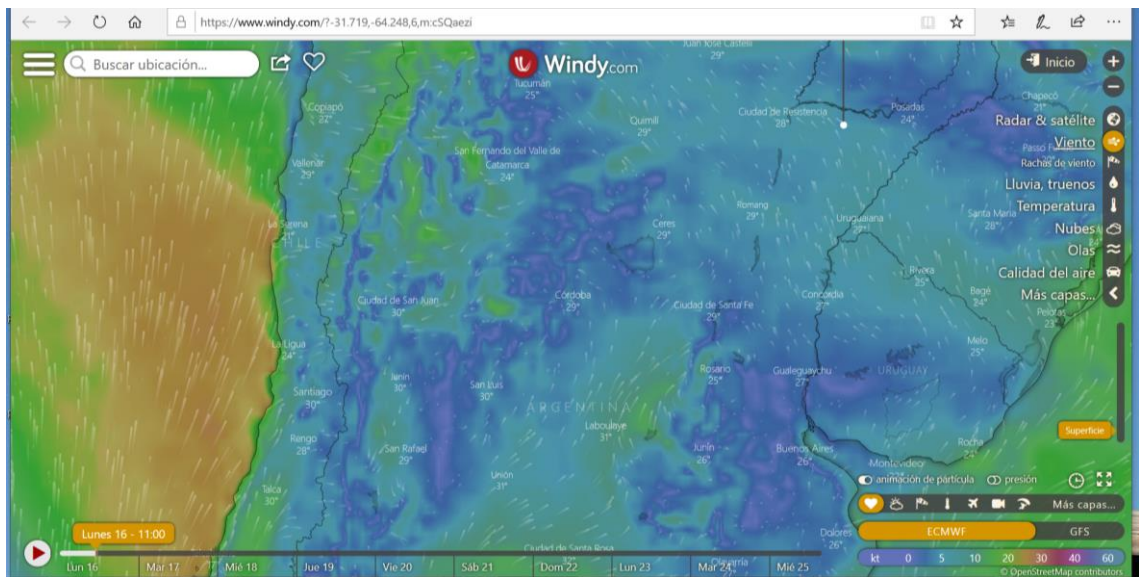 https://www.windy.com/?-31.719,-64.248,6,m:cSQaezi
Buscar ubicación...
Windy.com
Inicio
Juan José Castelli
29°
Tucumán
25°
Copiapó
22°
Quimilí
29°
Ciudad de Resistencia
28°
Posadas
24°
Chapecó
21°
Radar & satélite
Viento
Rachas de viento
Lluvia, truenos
Temperatura
Nubes
Olas
Calidad del aire
Más capas...
San Fernando del Valle de
Catamarca
24°
Vallenar
29°
La Serena
21°
CHILE
Ceres
29°
Romang
29°
Uruguaiana
Santa Maria
28°
Rivera
25°
Bagé
24°
Pelotas
23°
Ciudad de San Juan
30°
Córdoba
29°
Ciudad de Santa Fe
29°
Concordia
Melo
25°
La Ligua
24°
Santiago
30°
Junín
30°
San Luis
30°
Rosario
25°
Gualeguaychu
27°
URUGUAY
ARGENTINA
Laboulaye
31°
Rengo
28°
San Rafael
29°
Junín
26°
Buenos Aires
26°
Rocha
24°
Superficie
Talca
30°
Unión
31°
Montevideo
animación de partícula
presión
Más capas...
Dolores
26°
ECMWF
GFS
Ciudad de Santa Rosa
Lunes 16 - 11:00
Lun 16 Mar 17 Mié 18 Jue 19 Vie 20 Sáb 21 Dom 22 Lun 23 Mar 24 Mié 25
kt 0 5 10 20 30 40 60
© OpenStreetMap contributors